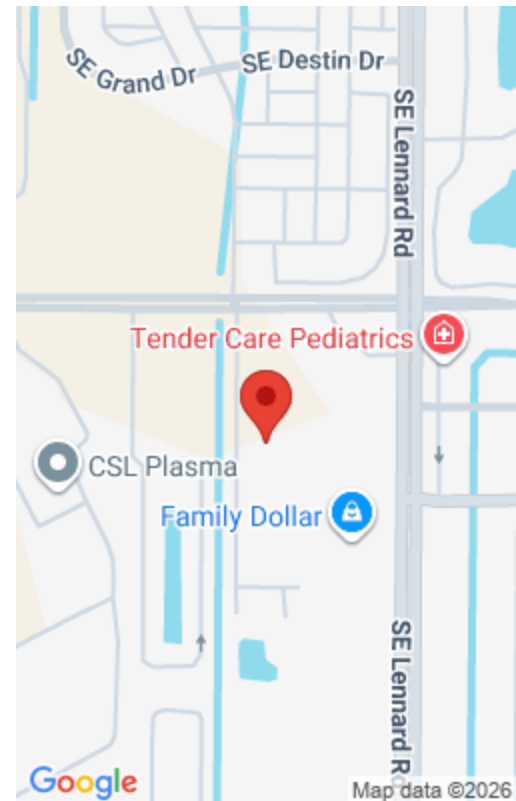 SE Grand Dr
SE Destin Dr
SE Lennard Rd
Tender Care Pediatrics
CSL Plasma
Family Dollar
SE Lennard Rd
Google
Map data ©2026